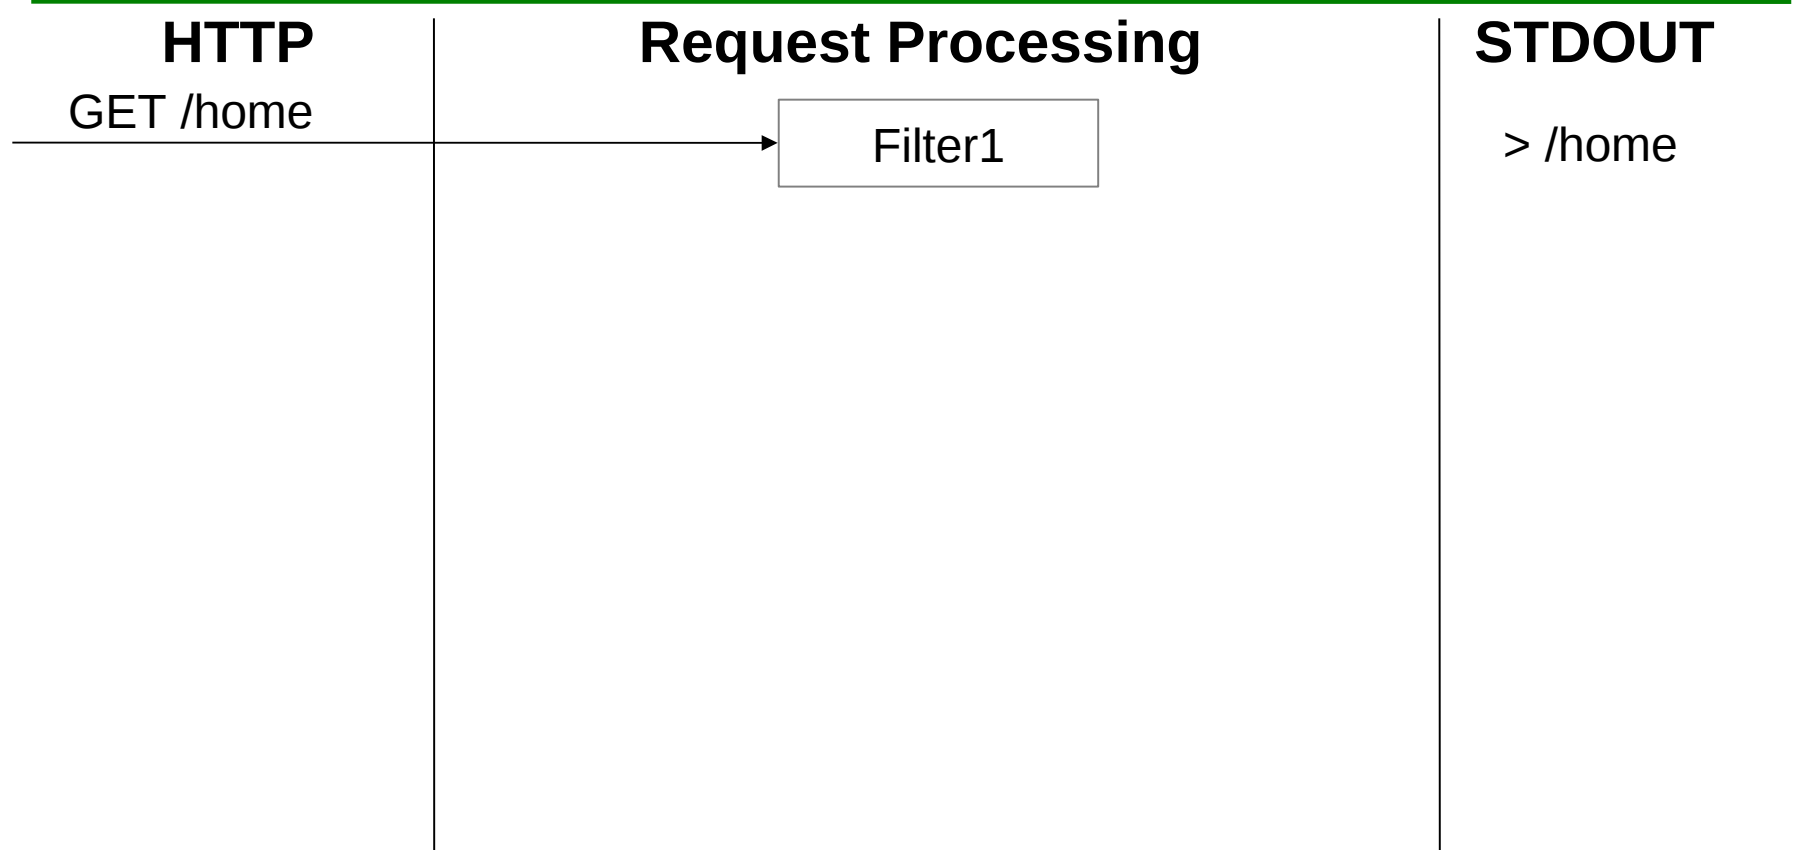 HTTP
Request Processing
STDOUT
GET /home
Filter1
> /home